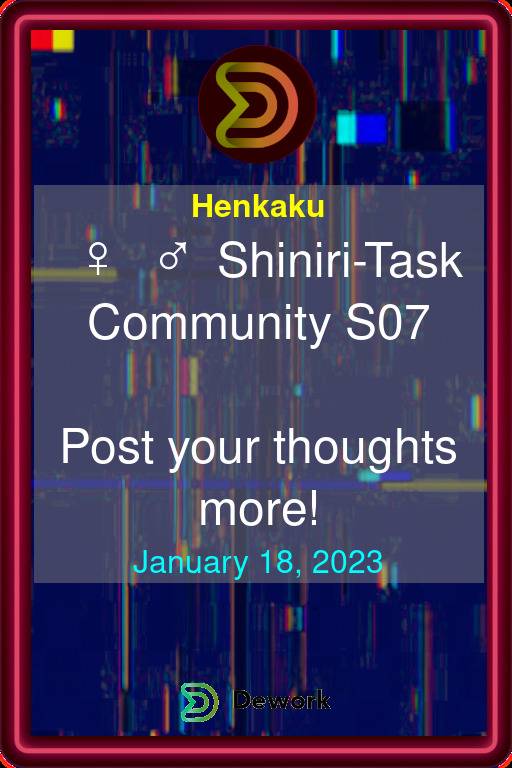 Henkaku
♀ ♂ Shiniri-Task
Community S07
Post your thoughts
more!
January 18, 2023
Dework